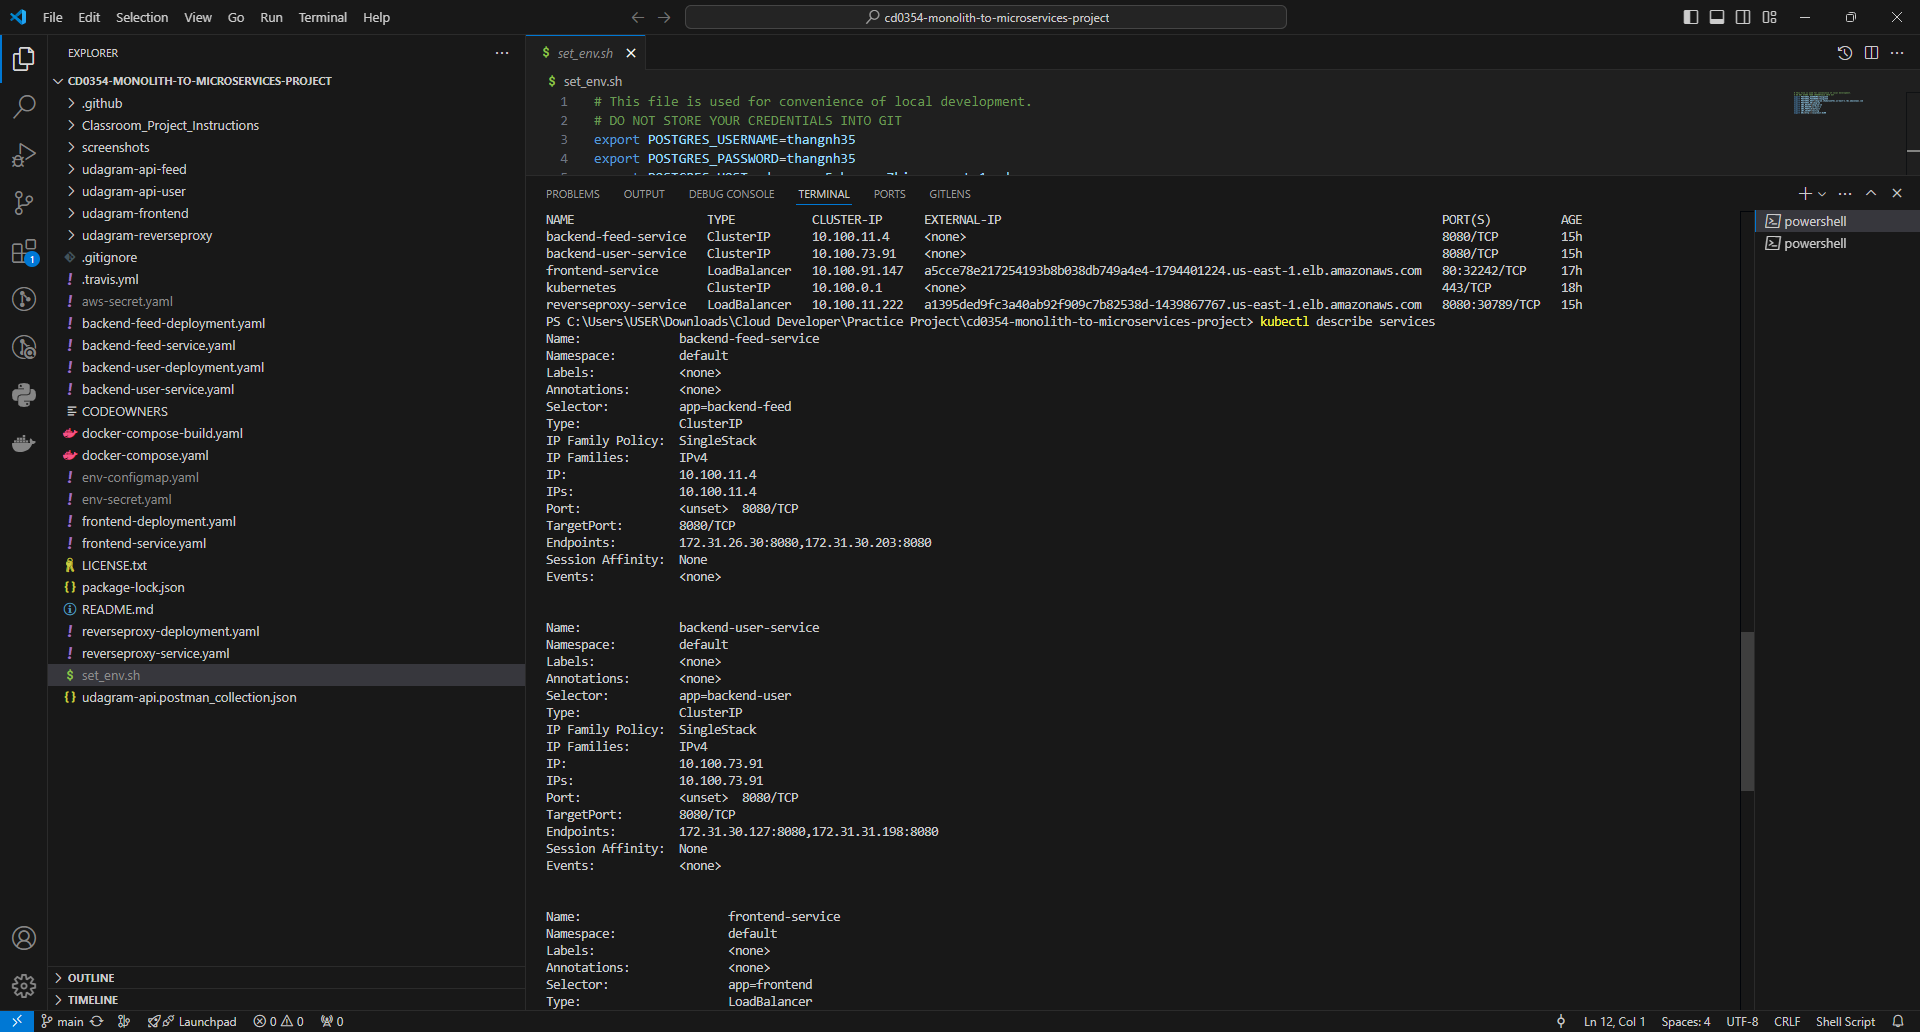 File Edit Selection View Go Run Terminal Help
cd0354-monolith-to-microservices-project
EXPLORER
CD0354-MONOLITH-TO-MICROSERVICES-PROJECT
.github
Classroom_Project_Instructions
screenshots
udagram-api-feed
udagram-api-user
udagram-frontend
udagram-reverseproxy
.gitignore
.travis.yml
aws-secret.yaml
backend-feed-deployment.yaml
backend-feed-service.yaml
backend-user-deployment.yaml
backend-user-service.yaml
CODEOWNERS
docker-compose-build.yaml
docker-compose.yaml
env-configmap.yaml
env-secret.yaml
frontend-deployment.yaml
frontend-service.yaml
LICENSE.txt
package-lock.json
README.md
reverseproxy-deployment.yaml
reverseproxy-service.yaml
set_env.sh
udagram-api.postman_collection.json
OUTLINE
TIMELINE
1
set_env.sh
set_env.sh
1 # This file is used for convenience of local development.
2 # DO NOT STORE YOUR CREDENTIALS INTO GIT
3 export POSTGRES_USERNAME=thangnh35
4 export POSTGRES_PASSWORD=thangnh35
PROBLEMS OUTPUT DEBUG CONSOLE TERMINAL PORTS GITLENS
powershell
powershell
NAME TYPE CLUSTER-IP EXTERNAL-IP PORT(S) AGE
backend-feed-service ClusterIP 10.100.11.4 <none> 8080/TCP 15h
backend-user-service ClusterIP 10.100.73.91 <none> 8080/TCP 15h
frontend-service LoadBalancer 10.100.91.147 a5cce78e217254193b8b038db749a4e4-1794401224.us-east-1.elb.amazonaws.com 80:32242/TCP 17h
kubernetes ClusterIP 10.100.0.1 <none> 443/TCP 18h
reverseproxy-service LoadBalancer 10.100.11.222 a1395ded9fc3a40ab92f909c7b82538d-1439867767.us-east-1.elb.amazonaws.com 8080:30789/TCP 15h
PS C:\Users\USER\Downloads\Cloud Developer\Practice Project\cd0354-monolith-to-microservices-project> kubectl describe services
Name: backend-feed-service
Namespace: default
Labels: <none>
Annotations: <none>
Selector: app=backend-feed
Type: ClusterIP
IP Family Policy: SingleStack
IP Families: IPv4
IP: 10.100.11.4
IPs: 10.100.11.4
Port: <unset> 8080/TCP
TargetPort: 8080/TCP
Endpoints: 172.31.26.30:8080,172.31.30.203:8080
Session Affinity: None
Events: <none>
Name: backend-user-service
Namespace: default
Labels: <none>
Annotations: <none>
Selector: app=backend-user
Type: ClusterIP
IP Family Policy: SingleStack
IP Families: IPv4
IP: 10.100.73.91
IPs: 10.100.73.91
Port: <unset> 8080/TCP
TargetPort: 8080/TCP
Endpoints: 172.31.30.127:8080,172.31.31.198:8080
Session Affinity: None
Events: <none>
Name: frontend-service
Namespace: default
Labels: <none>
Annotations: <none>
Selector: app=frontend
Type: LoadBalancer
main Launchpad 0 0 0 Ln 12, Col 1 Spaces: 4 UTF-8 CRLF Shell Script